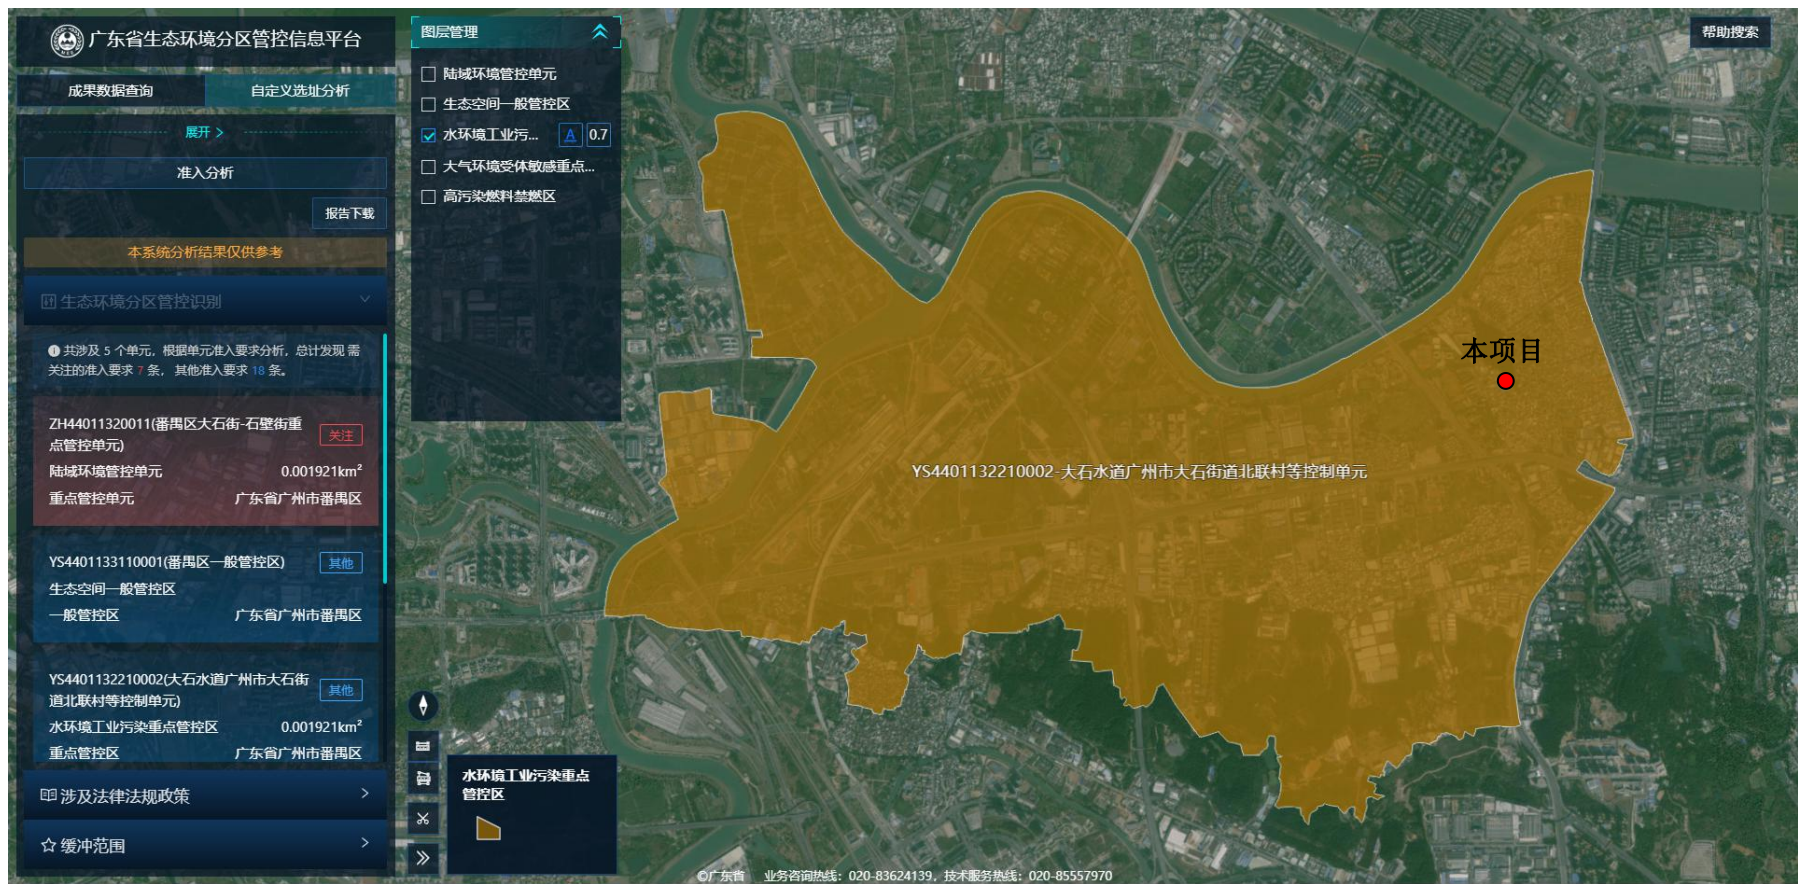 广东省生态环境分区管控信息平台
成果数据查询
自定义选址分析
展开 >
准入分析
报告下载
本系统分析结果仅供参考
生态环境分区管控识别
共涉及 5 个单元，根据单元准入要求分析，总计发现 需
关注的准入要求 7 条， 其他准入要求 18 条。
ZH44011320011(番禺区大石街-石壁街重
点管控单元)
关注
陆域环境管控单元
0.001921km²
重点管控单元
广东省广州市番禺区
YS4401133110001(番禺区一般管控区)
其他
生态空间一般管控区
一般管控区
广东省广州市番禺区
YS4401132210002(大石水道广州市大石街
道北联村等控制单元)
其他
水环境工业污染重点管控区
0.001921km²
重点管控区
广东省广州市番禺区
涉及法律法规政策
缓冲范围
图层管理
陆域环境管控单元
生态空间一般管控区
水环境工业污...
A
0.7
大气环境受体敏感重点...
高污染燃料禁燃区
帮助搜索
本项目
YS4401132210002-大石水道广州市大石街道北联村等控制单元
水环境工业污染重点
管控区
©广东省 业务咨询热线：020-83624139，技术服务热线：020-85557970